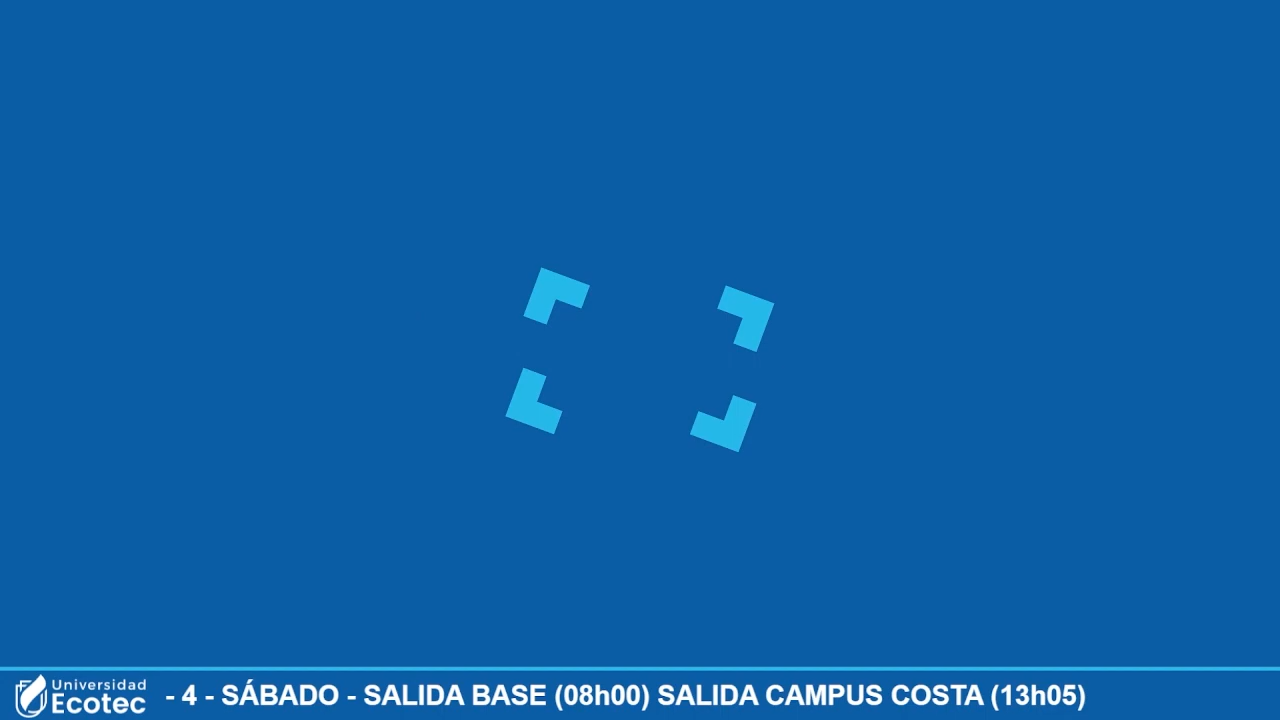 Universidad
Ecotec
- 4 - SÁBADO - SALIDA BASE (08h00) SALIDA CAMPUS COSTA (13h05)